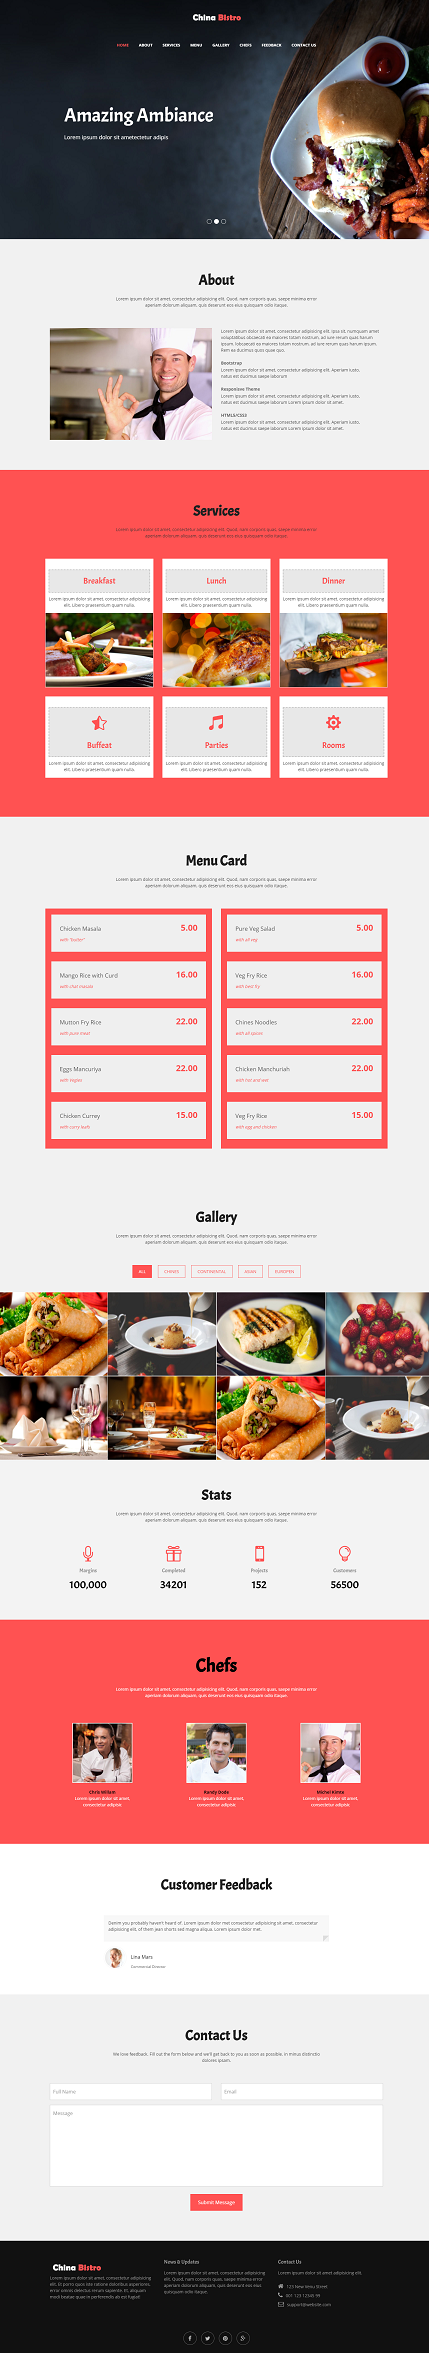 China Bistro
HOME ABOUT SERVICES MENU GALLERY CHEFS FEEDBACK CONTACT US
Amazing Ambiance
Lorem ipsum dolor sit ametectetur adipis
About
Lorem ipsum dolor sit amet, consectetur adipisicing elit. Quod, nam corporis quas, saepe minima error
aperiam dolorum aliquam, quis deserunt eos eius quisquam odio itaque.
Lorem ipsum dolor sit amet, consectetur adipisicing elit. Ipsa sit, numquam amet
voluptatibus obcaecati ea maiores totam nostrum, ad iure rerum quas harum
ipsum, loboeaoati ea maiores totam nostrum, ad iure rerum quas harum ipsum.
Rem ea ducimus quos quae quo.
Bootstrap
Lorem ipsum dolor sit amet, consectetur adipisicing elit. Aperiam iusto,
natus est ducimus saepe laborum
Responsive Theme
Lorem ipsum dolor sit amet, consectetur adipisicing elit. Aperiam iusto,
natus est ducimus saepe laborum Lorem ipsum dolor sit amet.
HTML5/CSS3
Lorem ipsum dolor sit amet, consectetur adipisicing elit. Aperiam iusto,
natus est ducimus saepe laborum Lorem ipsum dolor sit amet.
Services
Lorem ipsum dolor sit amet, consectetur adipisicing elit. Quod, nam corporis quas, saepe minima error
aperiam dolorum aliquam, quis deserunt eos eius quisquam odio itaque.
Breakfast Lunch Dinner
Lorem ipsum dolor sit amet, consectetur adipisicing Lorem ipsum dolor sit amet, consectetur adipisicing Lorem ipsum dolor sit amet, consectetur adipisicing
elit. Libero praesentium quam nulla. elit. Libero praesentium quam nulla. elit. Libero praesentium quam nulla.
Buffeat Parties Rooms
Lorem ipsum dolor sit amet, consectetur adipisicing Lorem ipsum dolor sit amet, consectetur adipisicing Lorem ipsum dolor sit amet, consectetur adipisicing
elit. Libero praesentium quam nulla. elit. Libero praesentium quam nulla. elit. Libero praesentium quam nulla.
Menu Card
Lorem ipsum dolor sit amet, consectetur adipisicing elit. Quod, nam corporis quas, saepe minima error
aperiam dolorum aliquam, quis deserunt eos eius quisquam odio itaque.
Chicken Masala 5.00
with "butter"
Mango Rice with Curd 16.00
with chat masala
Mutton Fry Rice 22.00
with pure meat
Eggs Mancuriya 22.00
with vegies
Chicken Currey 15.00
with curry leafs
Pure Veg Salad 5.00
with all veg
Veg Fry Rice 16.00
with best fry
Chines Noodles 22.00
with all spices
Chicken Manchuriah 22.00
with hot and wet
Veg Fry Rice 15.00
with egg and chicken
Gallery
Lorem ipsum dolor sit amet, consectetur adipisicing elit. Quod, nam corporis quas, saepe minima error
aperiam dolorum aliquam, quis deserunt eos eius quisquam odio itaque.
ALL CHINES CONTINENTAL ASIAN EUROPEN
Stats
Lorem ipsum dolor sit amet, consectetur adipisicing elit. Quod, nam corporis quas, saepe minima error
aperiam dolorum aliquam, quis deserunt eos eius quisquam odio itaque.
Margins Completed Projects Customers
100,000 34201 152 56500
Chefs
Lorem ipsum dolor sit amet, consectetur adipisicing elit. Quod, nam corporis quas, saepe minima error
aperiam dolorum aliquam, quis deserunt eos eius quisquam odio itaque.
Chris Willam Randy Dode Michel Kimte
Lorem ipsum dolor sit amet, Lorem ipsum dolor sit amet, Lorem ipsum dolor sit amet,
consectetur adipisic consectetur adipisic consectetur adipisic
Customer Feedback
Denim you probably haven't heard of. Lorem ipsum dolor met consectetur adipisicing sit amet, consectetur
adipisicing elit, of them jean shorts sed magna aliqua. Lorem ipsum dolor met.
Lina Mars
Commercial Director
Contact Us
We love feedback. Fill out the form below and we'll get back to you as soon as possible. In minus distinctio
dolores ipsam.
Full Name Email
Message
Submit Message
China Bistro
Lorem ipsum dolor sit amet, consectetur adipisicing
elit. Et porro quos iste ratione doloribus asperiores,
error omnis delectus rerum sapiente. Et, aliquam
modi beatae quae in perferendis ab est fugiat!
News & Updates
Lorem ipsum dolor sit amet, consectetur adipisicing
elit. Quod, nam corporis quas, saepe minima error
aperiam dolorum aliquam, quis deserunt eos eius
quisquam odio itaque.
Contact Us
Lorem ipsum dolor sit amet, consectetur adipisicing elit.
123 New Venu Street
001 123 12345 99
support@website.com